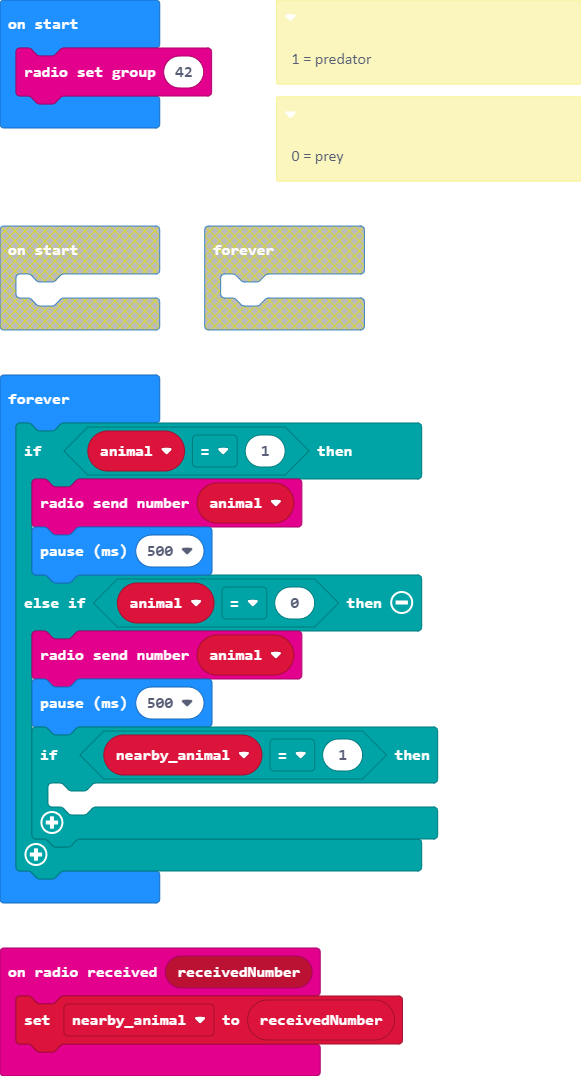 on start
radio set group 42
1 = predator
0 = prey
on start
forever
forever
if animal = 1 then
radio send number animal
pause (ms) 500
else if animal = 0 then
radio send number animal
pause (ms) 500
if nearby_animal = 1 then
on radio received receivedNumber
set nearby_animal to receivedNumber